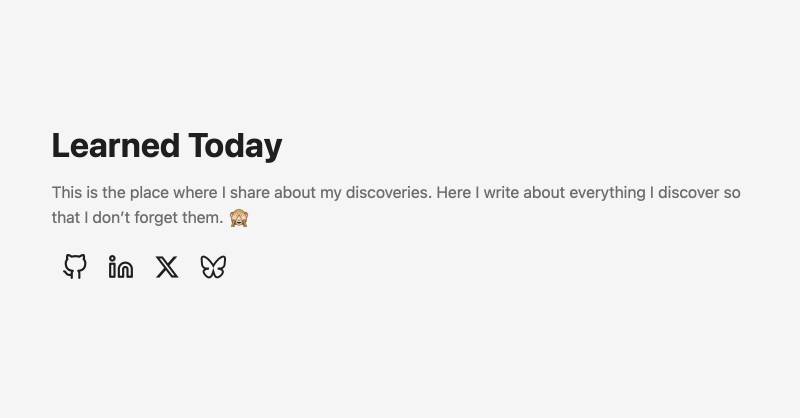 Learned Today
This is the place where I share about my discoveries. Here I write about everything I discover so
that I don’t forget them. 🙈